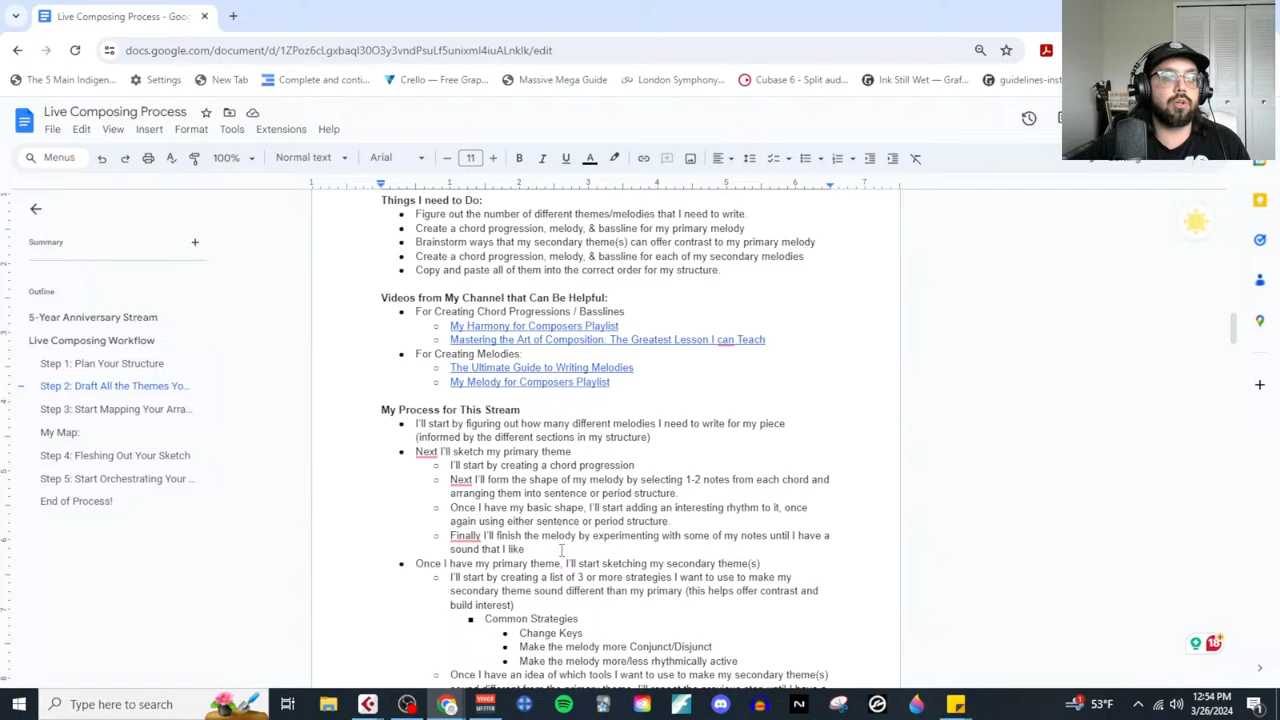 Live Composing Process - Goo
docs.google.com/document/d/1ZPoz6cLgxbaql30O3y3vndPsuLf5unixmI4iuALnkIk/edit
The 5 Main Indigen...
Settings
New Tab
Complete and conti...
Crello — Free Grap...
Massive Mega Guide
London Symphony...
Cubase 6 - Split aud...
Ink Still Wet — Graf...
guidelines-inst
Live Composing Process
File Edit View Insert Format Tools Extensions Help
Menus
100%
Normal text
Arial
11
1 1 2 3 4 5 6 7
Summary
Outline
5-Year Anniversary Stream
Live Composing Workflow
Step 1: Plan Your Structure
Step 2: Draft All the Themes Yo...
Step 3: Start Mapping Your Arra...
My Map:
Step 4: Fleshing Out Your Sketch
Step 5: Start Orchestrating Your ...
End of Process!
Things I need to Do:
● Figure out the number of different themes/melodies that I need to write.
● Create a chord progression, melody, & bassline for my primary melody
● Brainstorm ways that my secondary theme(s) can offer contrast to my primary melody
● Create a chord progression, melody, & bassline for each of my secondary melodies
● Copy and paste all of them into the correct order for my structure.
Videos from My Channel that Can Be Helpful:
● For Creating Chord Progressions / Basslines
○ My Harmony for Composers Playlist
○ Mastering the Art of Composition: The Greatest Lesson I can Teach
● For Creating Melodies:
○ The Ultimate Guide to Writing Melodies
○ My Melody for Composers Playlist
My Process for This Stream
● I'll start by figuring out how many different melodies I need to write for my piece
(informed by the different sections in my structure)
● Next I'll sketch my primary theme
○ I'll start by creating a chord progression
○ Next I'll form the shape of my melody by selecting 1-2 notes from each chord and
arranging them into sentence or period structure.
○ Once I have my basic shape, I'll start adding an interesting rhythm to it, once
again using either sentence or period structure.
○ Finally I'll finish the melody by experimenting with some of my notes until I have a
sound that I like
● Once I have my primary theme, I'll start sketching my secondary theme(s)
○ I'll start by creating a list of 3 or more strategies I want to use to make my
secondary theme sound different than my primary (this helps offer contrast and
build interest)
■ Common Strategies
● Change Keys
● Make the melody more Conjunct/Disjunct
● Make the melody more/less rhythmically active
○ Once I have an idea of which tools I want to use to make my secondary theme(s)
18
Type here to search
53°F
12:54 PM
3/26/2024